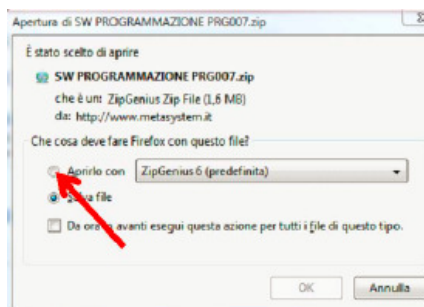 Apertura di SW PROGRAMMAZIONE PRG007.zip
È stato scelto di aprire
SW PROGRAMMAZIONE PRG007.zip
che è un: ZipGenius Zip File (1,6 MB)
da: http://www.metasystem.it
Che cosa deve fare Firefox con questo file?
Aprirlo con ZipGenius 6 (predefinita)
Salva file
Da ora in avanti esegui questa azione per tutti i file di questo tipo.
OK Annulla